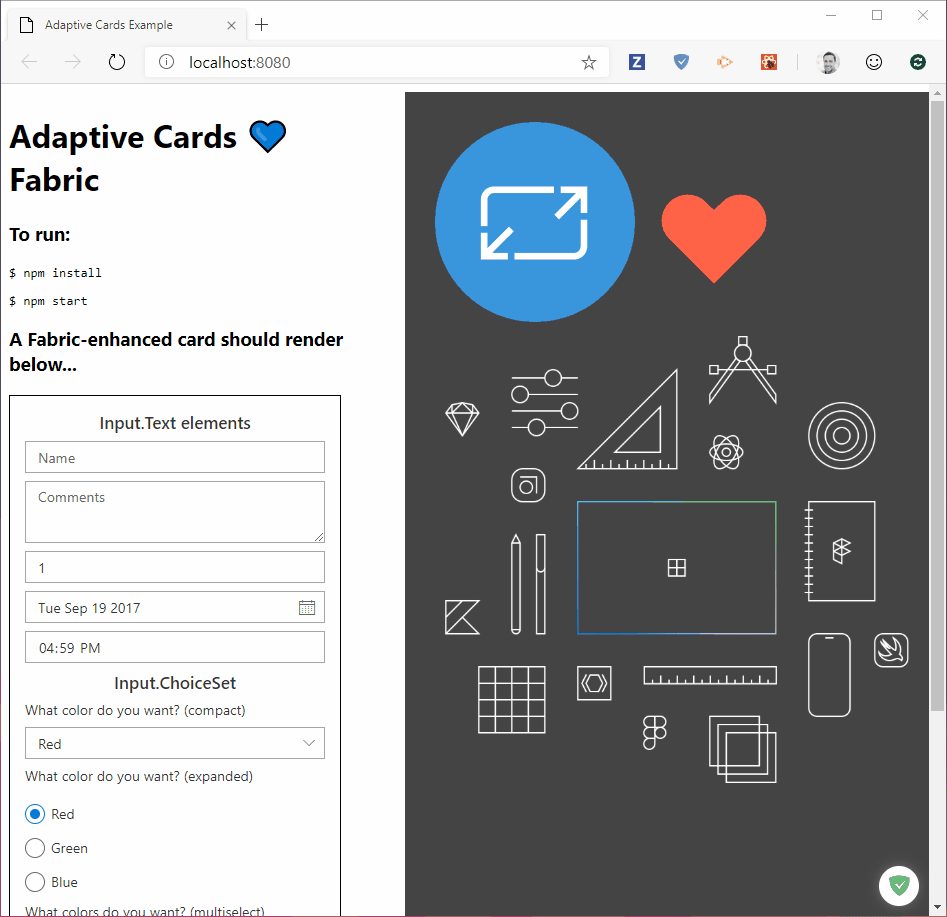 Adaptive Cards Example
localhost:8080
Z
Adaptive Cards 💙
Fabric
To run:
$ npm install
$ npm start
A Fabric-enhanced card should render
below...
Input.Text elements
Name
Comments
1
Tue Sep 19 2017
04:59 PM
Input.ChoiceSet
What color do you want? (compact)
Red
What color do you want? (expanded)
Red
Green
Blue
What colors do you want? (multiselect)